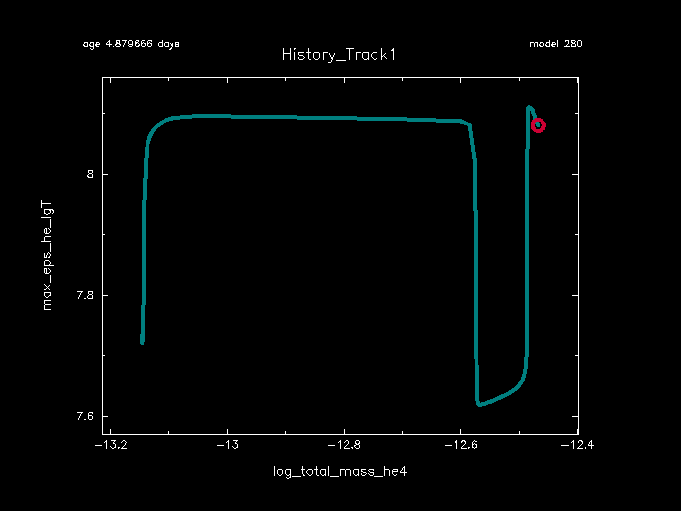 age 4.879666 days
model 280
History_Track1
max_eps_he_lgT
8
7.8
7.6
−13.2
−13
−12.8
−12.6
−12.4
log_total_mass_he4